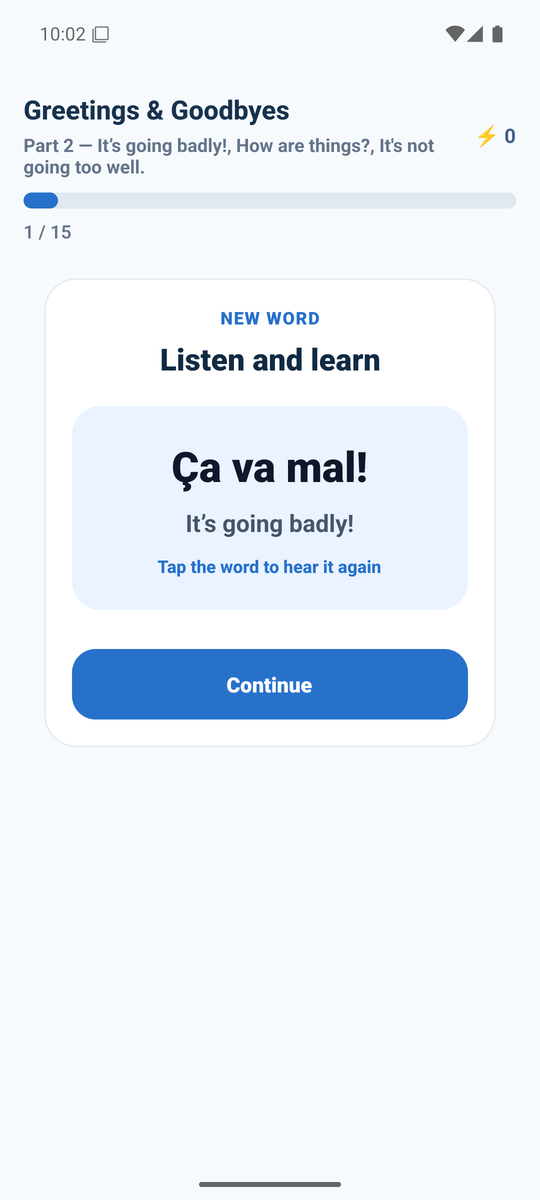 10:02
Greetings & Goodbyes
Part 2 — It’s going badly!, How are things?, It's not
going too well.
⚡ 0
1 / 15
NEW WORD
Listen and learn
Ça va mal!
It’s going badly!
Tap the word to hear it again
Continue